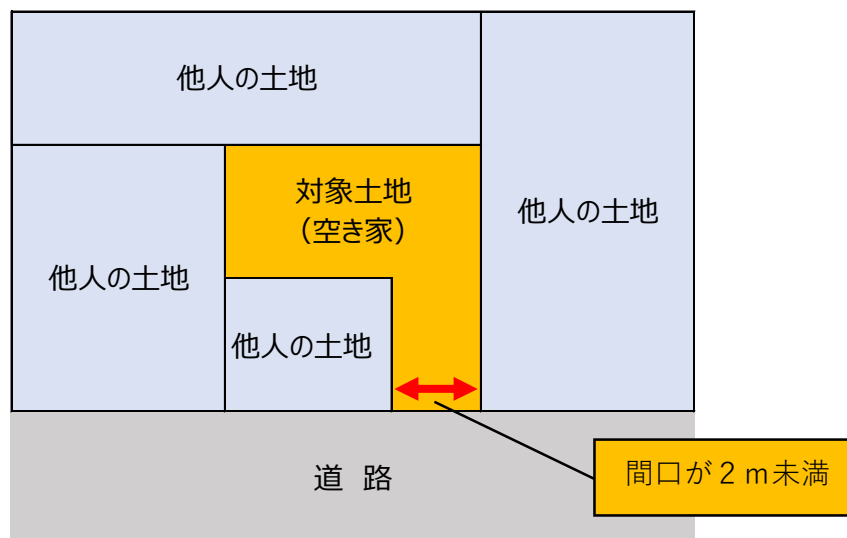 他人の土地
対象土地
（空き家）
他人の土地
他人の土地
他人の土地
道 路
間口が２ｍ未満